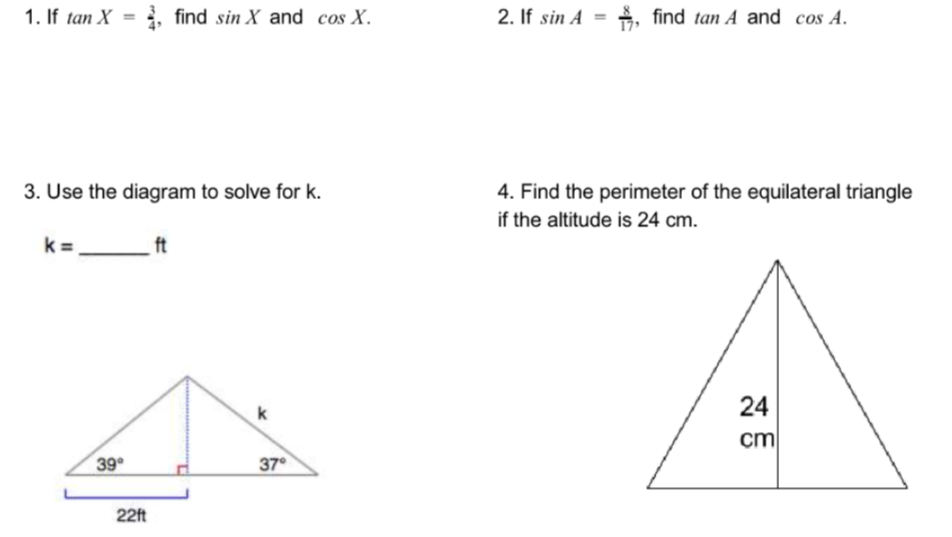 1. If tan X = 3/4, find sin X and cos X.
2. If sin A = 8/17, find tan A and cos A.
3. Use the diagram to solve for k.
k = ______ ft
39°
k
37°
22ft
4. Find the perimeter of the equilateral triangle
if the altitude is 24 cm.
24
cm